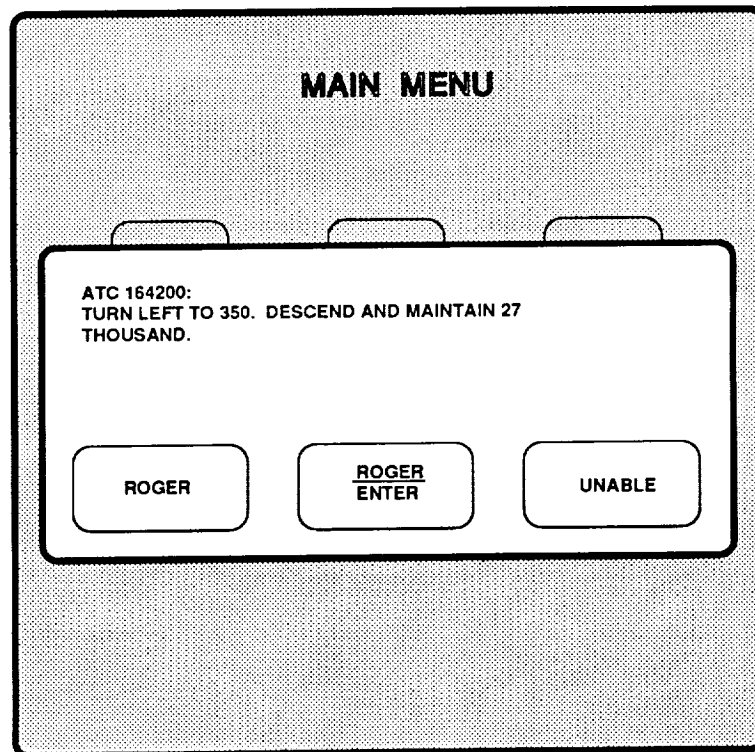 MAIN MENU
ATC 164200:
TURN LEFT TO 350. DESCEND AND MAINTAIN 27
THOUSAND.
ROGER
ROGER
ENTER
UNABLE